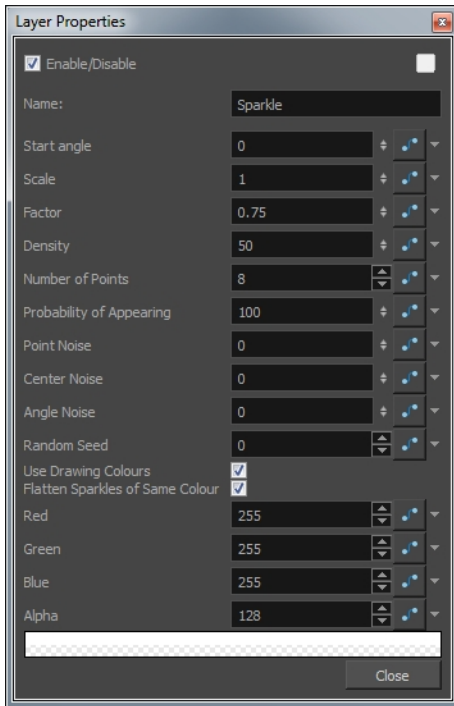 Layer Properties
Enable/Disable
Name: Sparkle
Start angle 0
Scale 1
Factor 0.75
Density 50
Number of Points 8
Probability of Appearing 100
Point Noise 0
Center Noise 0
Angle Noise 0
Random Seed 0
Use Drawing Colours
Flatten Sparkles of Same Colour
Red 255
Green 255
Blue 255
Alpha 128
Close